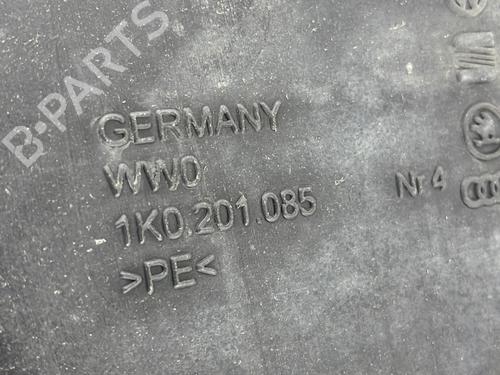 B-PARTS
GERMANY
WW0
1K0.201.085
>PE<
Nr 4